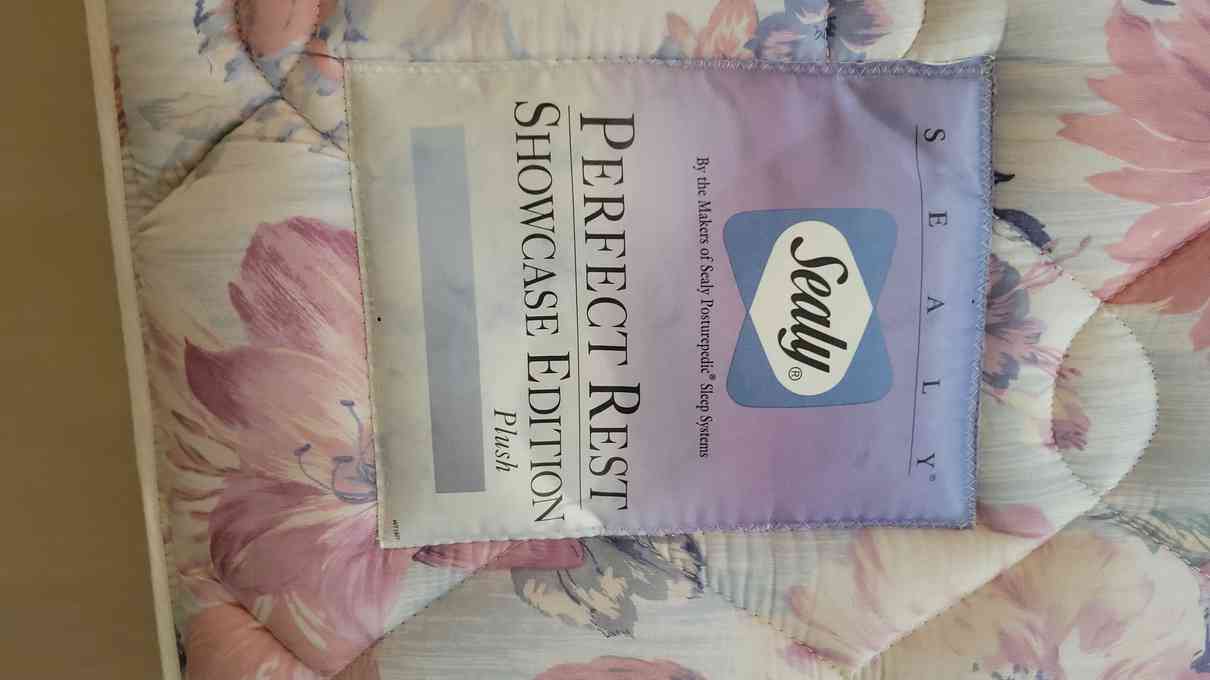 SEALY®
Sealy®
By the Makers of Sealy Posturepedic® Sleep Systems
PERFECT REST
SHOWCASE EDITION
Plush